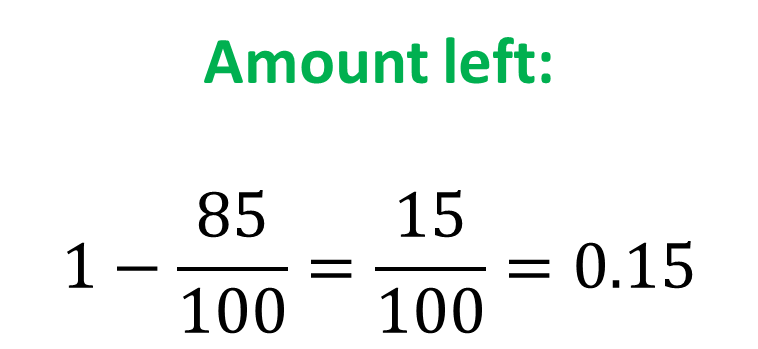 Amount left:
1 − 85/100 = 15/100 = 0.15